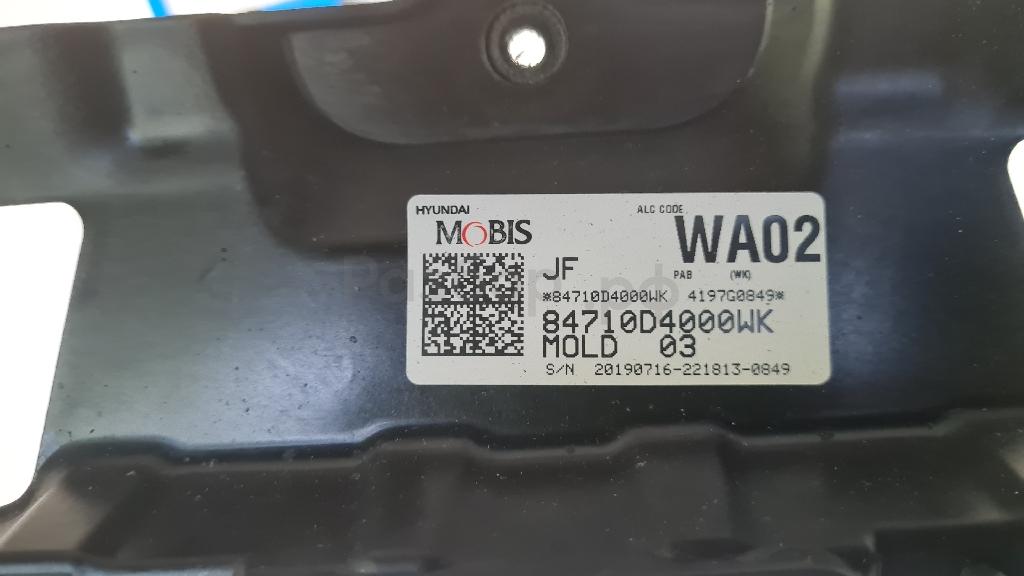 HYUNDAI
MOBIS
ALC CODE
WA02
JF
PAB (WK)
*84710D4000WK 4197G0849*
84710D4000WK
MOLD 03
S/N 20190716-221813-0849